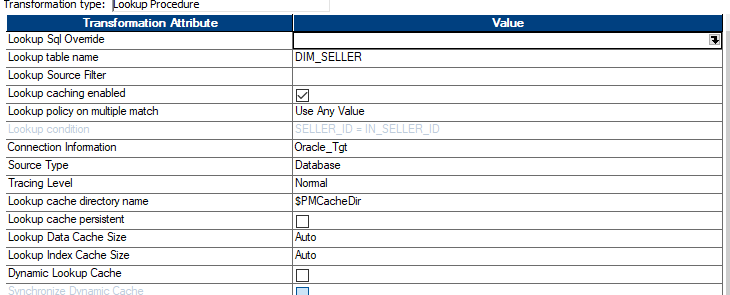 Transformation type: Lookup Procedure
Transformation Attribute Value
Lookup Sql Override
Lookup table name DIM_SELLER
Lookup Source Filter
Lookup caching enabled
Lookup policy on multiple match Use Any Value
Lookup condition SELLER_ID = IN_SELLER_ID
Connection Information Oracle_Tgt
Source Type Database
Tracing Level Normal
Lookup cache directory name $PMCacheDir
Lookup cache persistent
Lookup Data Cache Size Auto
Lookup Index Cache Size Auto
Dynamic Lookup Cache
Synchronize Dynamic Cache